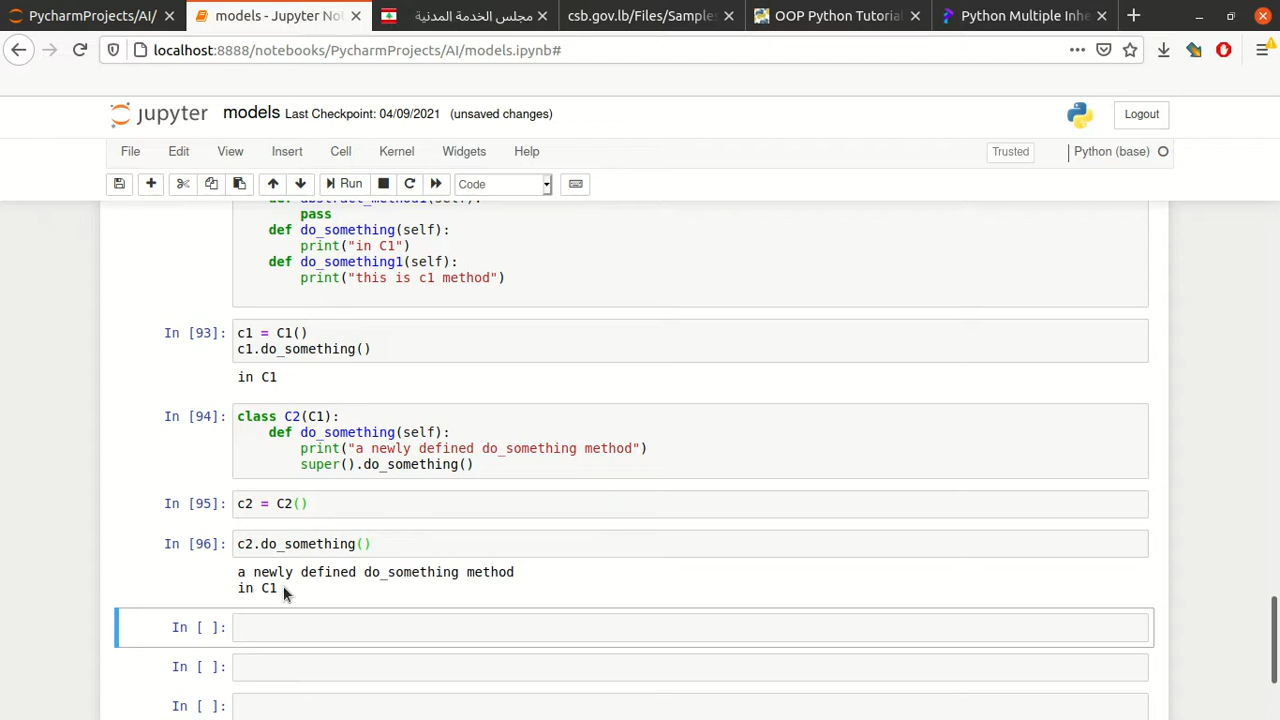 PycharmProjects/AI/
models - Jupyter No
مجلس الخدمة المدنية
csb.gov.lb/Files/Samples
OOP Python Tutorial
Python Multiple Inhe
localhost:8888/notebooks/PycharmProjects/AI/models.ipynb#
jupyter models Last Checkpoint: 04/09/2021 (unsaved changes)
Logout
File Edit View Insert Cell Kernel Widgets Help
Trusted
Python (base)
Run
Code
def abstract_method1(self):
pass
def do_something(self):
print("in C1")
def do_something1(self):
print("this is c1 method")
In [93]: c1 = C1()
c1.do_something()
in C1
In [94]: class C2(C1):
def do_something(self):
print("a newly defined do_something method")
super().do_something()
In [95]: c2 = C2()
In [96]: c2.do_something()
a newly defined do_something method
in C1
In [ ]:
In [ ]:
In [ ]: